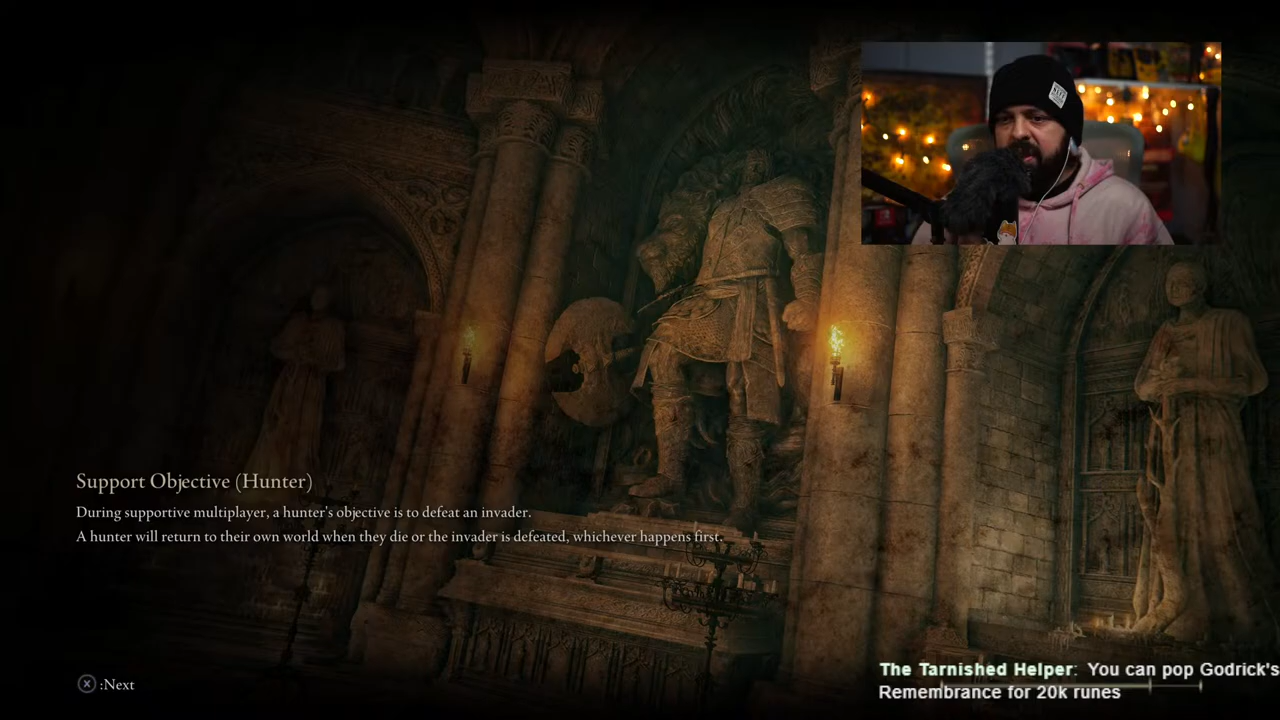 Support Objective (Hunter)
During supportive multiplayer, a hunter's objective is to defeat an invader.
A hunter will return to their own world when they die or the invader is defeated, whichever happens first.
:Next
The Tarnished Helper: You can pop Godrick's
Remembrance for 20k runes